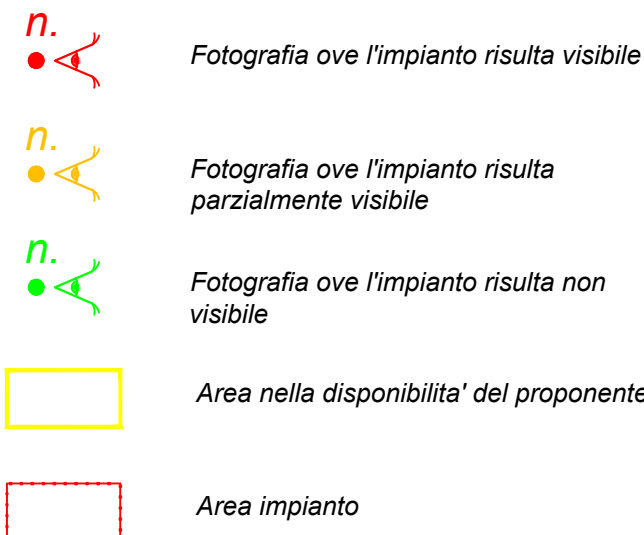 n.
Fotografia ove l'impianto risulta visibile
n.
Fotografia ove l'impianto risulta
parzialmente visibile
n.
Fotografia ove l'impianto risulta non
visibile
Area nella disponibilita' del proponente
Area impianto